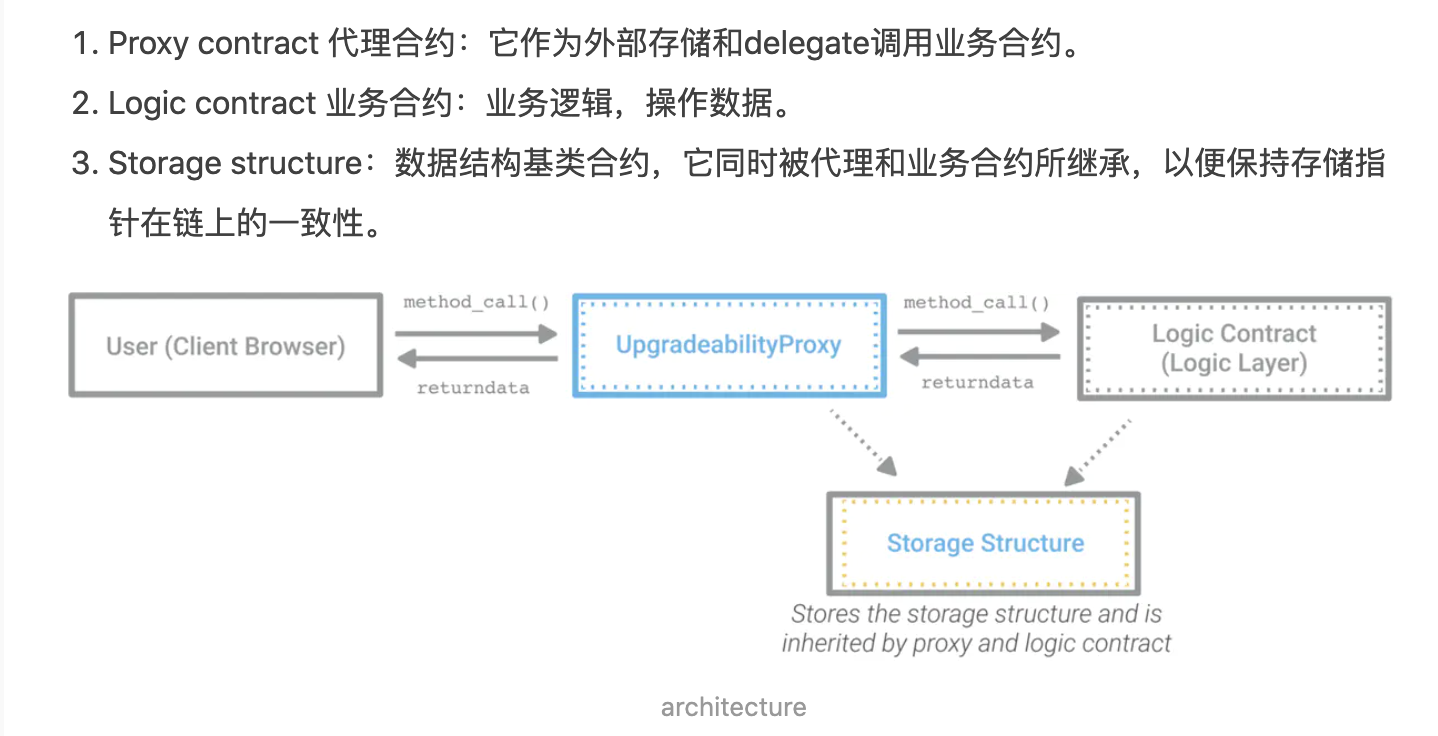 1. Proxy contract 代理合约：它作为外部存储和delegate调用业务合约。
2. Logic contract 业务合约：业务逻辑，操作数据。
3. Storage structure：数据结构基类合约，它同时被代理和业务合约所继承，以便保持存储指
针在链上的一致性。
User (Client Browser)
method_call()
returndata
UpgradeabilityProxy
method_call()
returndata
Logic Contract
(Logic Layer)
Storage Structure
Stores the storage structure and is
inherited by proxy and logic contract
architecture